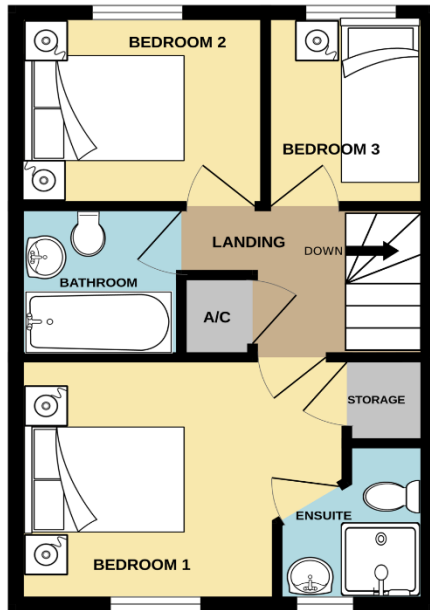 BEDROOM 2
BEDROOM 3
LANDING
DOWN
BATHROOM
A/C
STORAGE
ENSUITE
BEDROOM 1